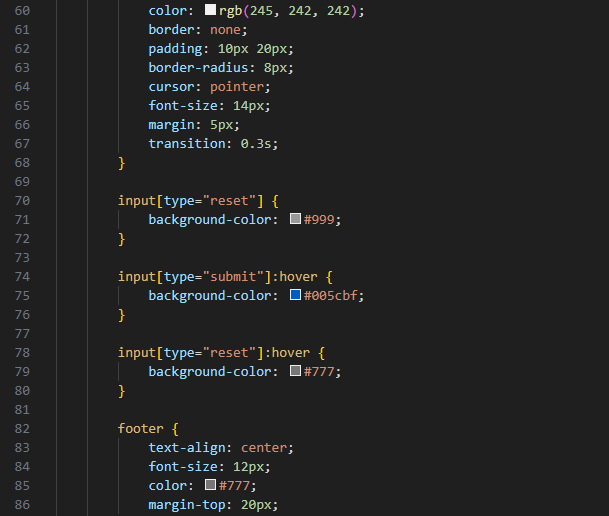 60 color: rgb(245, 242, 242);
61 border: none;
62 padding: 10px 20px;
63 border-radius: 8px;
64 cursor: pointer;
65 font-size: 14px;
66 margin: 5px;
67 transition: 0.3s;
68 }
69
70 input[type="reset"] {
71 background-color: #999;
72 }
73
74 input[type="submit"]:hover {
75 background-color: #005cbf;
76 }
77
78 input[type="reset"]:hover {
79 background-color: #777;
80 }
81
82 footer {
83 text-align: center;
84 font-size: 12px;
85 color: #777;
86 margin-top: 20px;